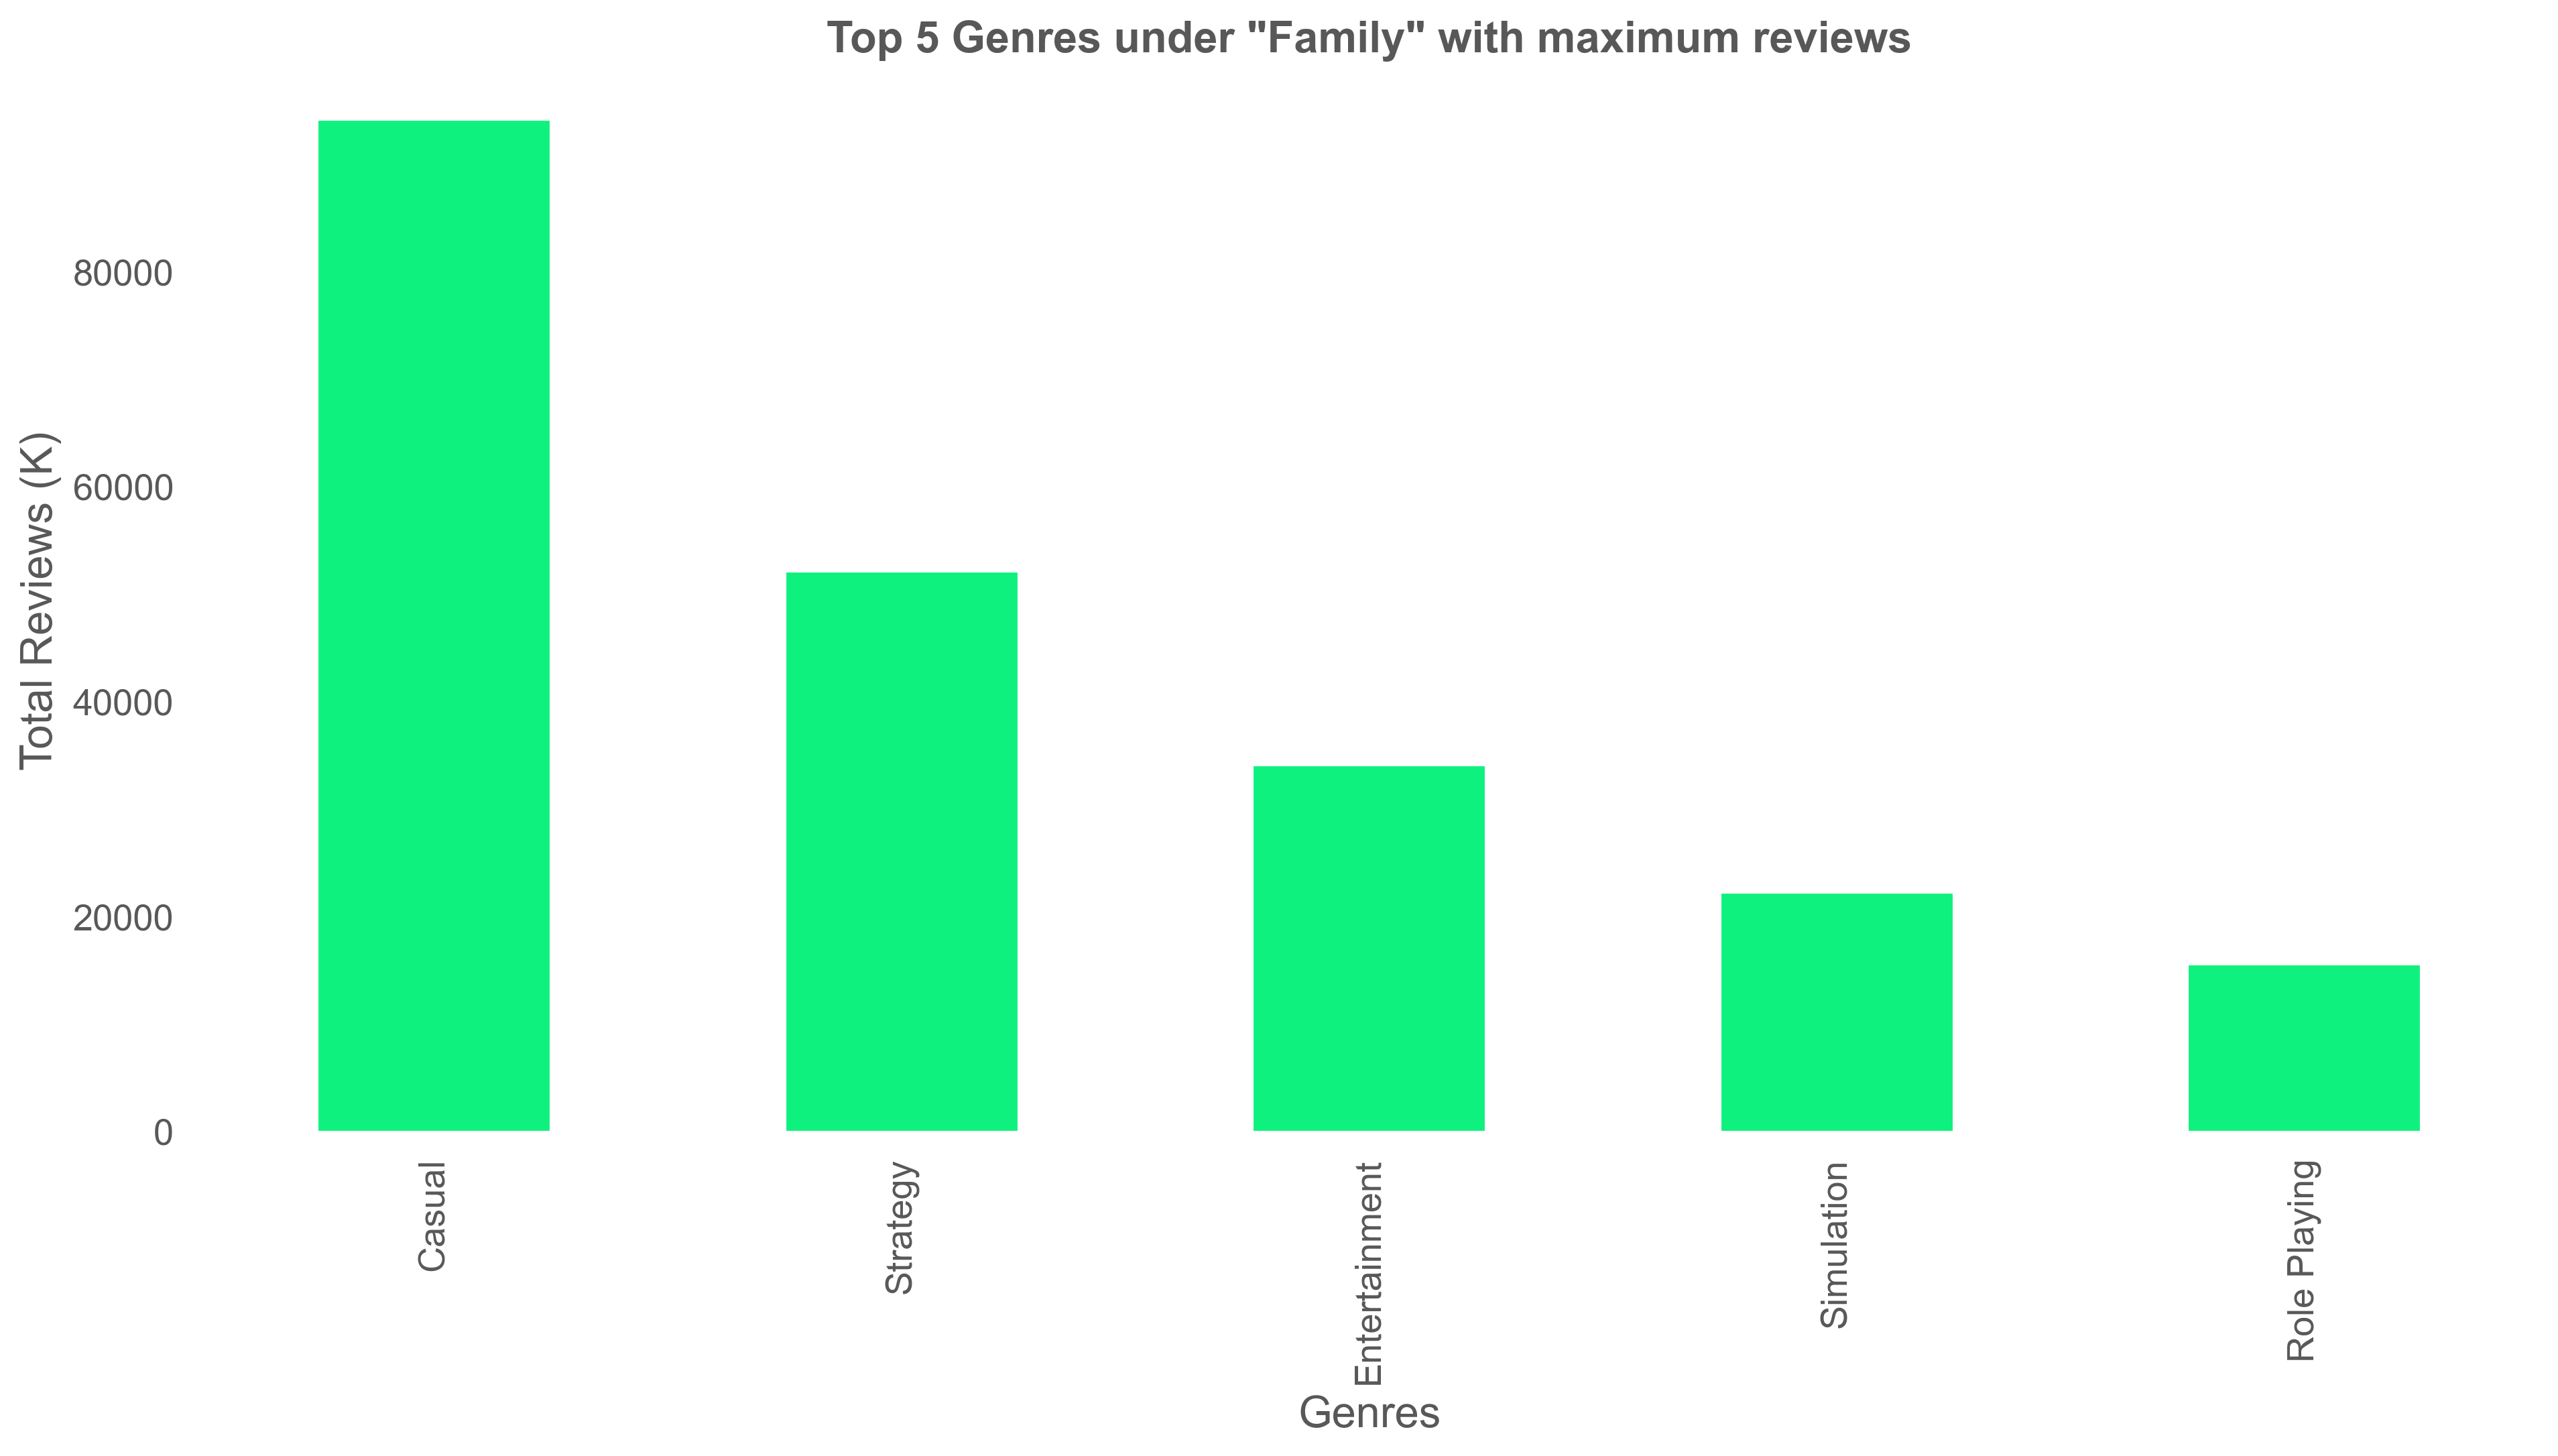 Top 5 Genres under "Family" with maximum reviews
Total Reviews (K)
80000
60000
40000
20000
0
Casual
Strategy
Entertainment
Simulation
Role Playing
Genres